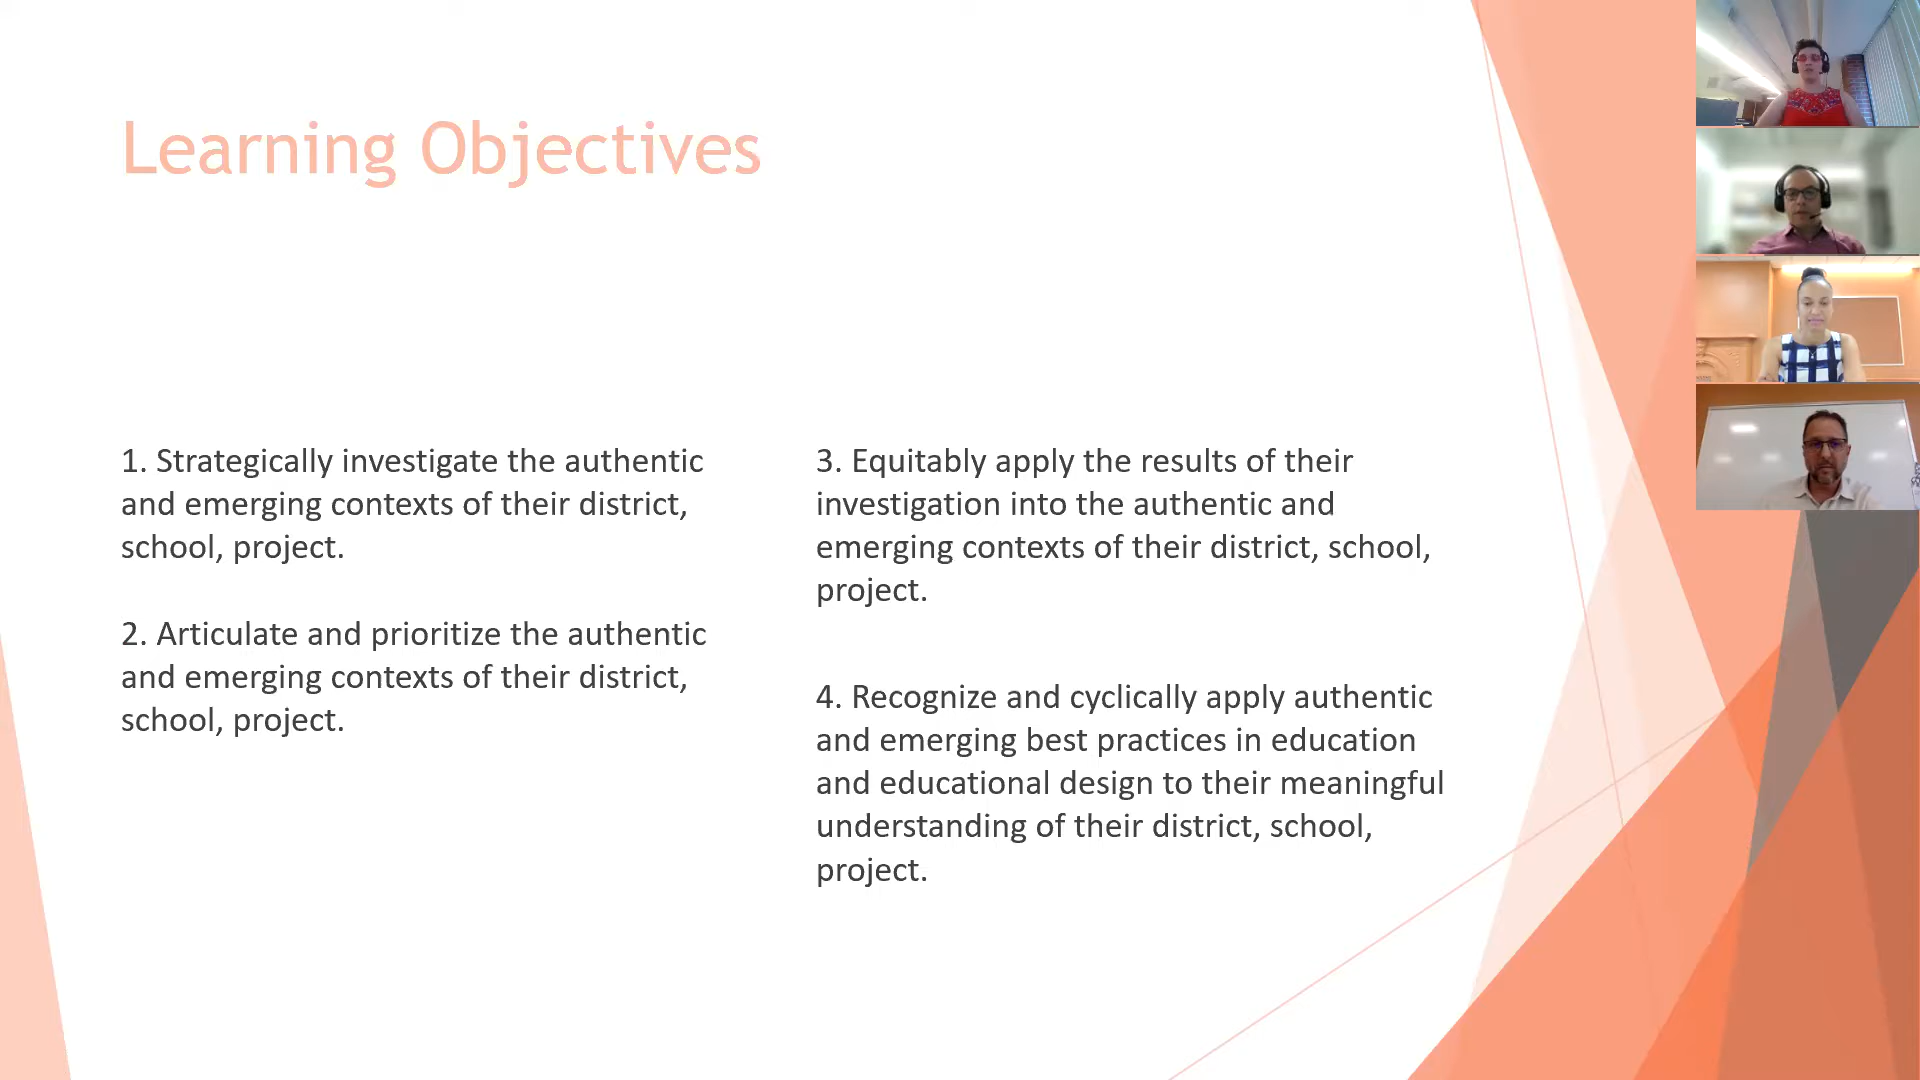 Learning Objectives
1. Strategically investigate the authentic
and emerging contexts of their district,
school, project.
2. Articulate and prioritize the authentic
and emerging contexts of their district,
school, project.
3. Equitably apply the results of their
investigation into the authentic and
emerging contexts of their district, school,
project.
4. Recognize and cyclically apply authentic
and emerging best practices in education
and educational design to their meaningful
understanding of their district, school,
project.